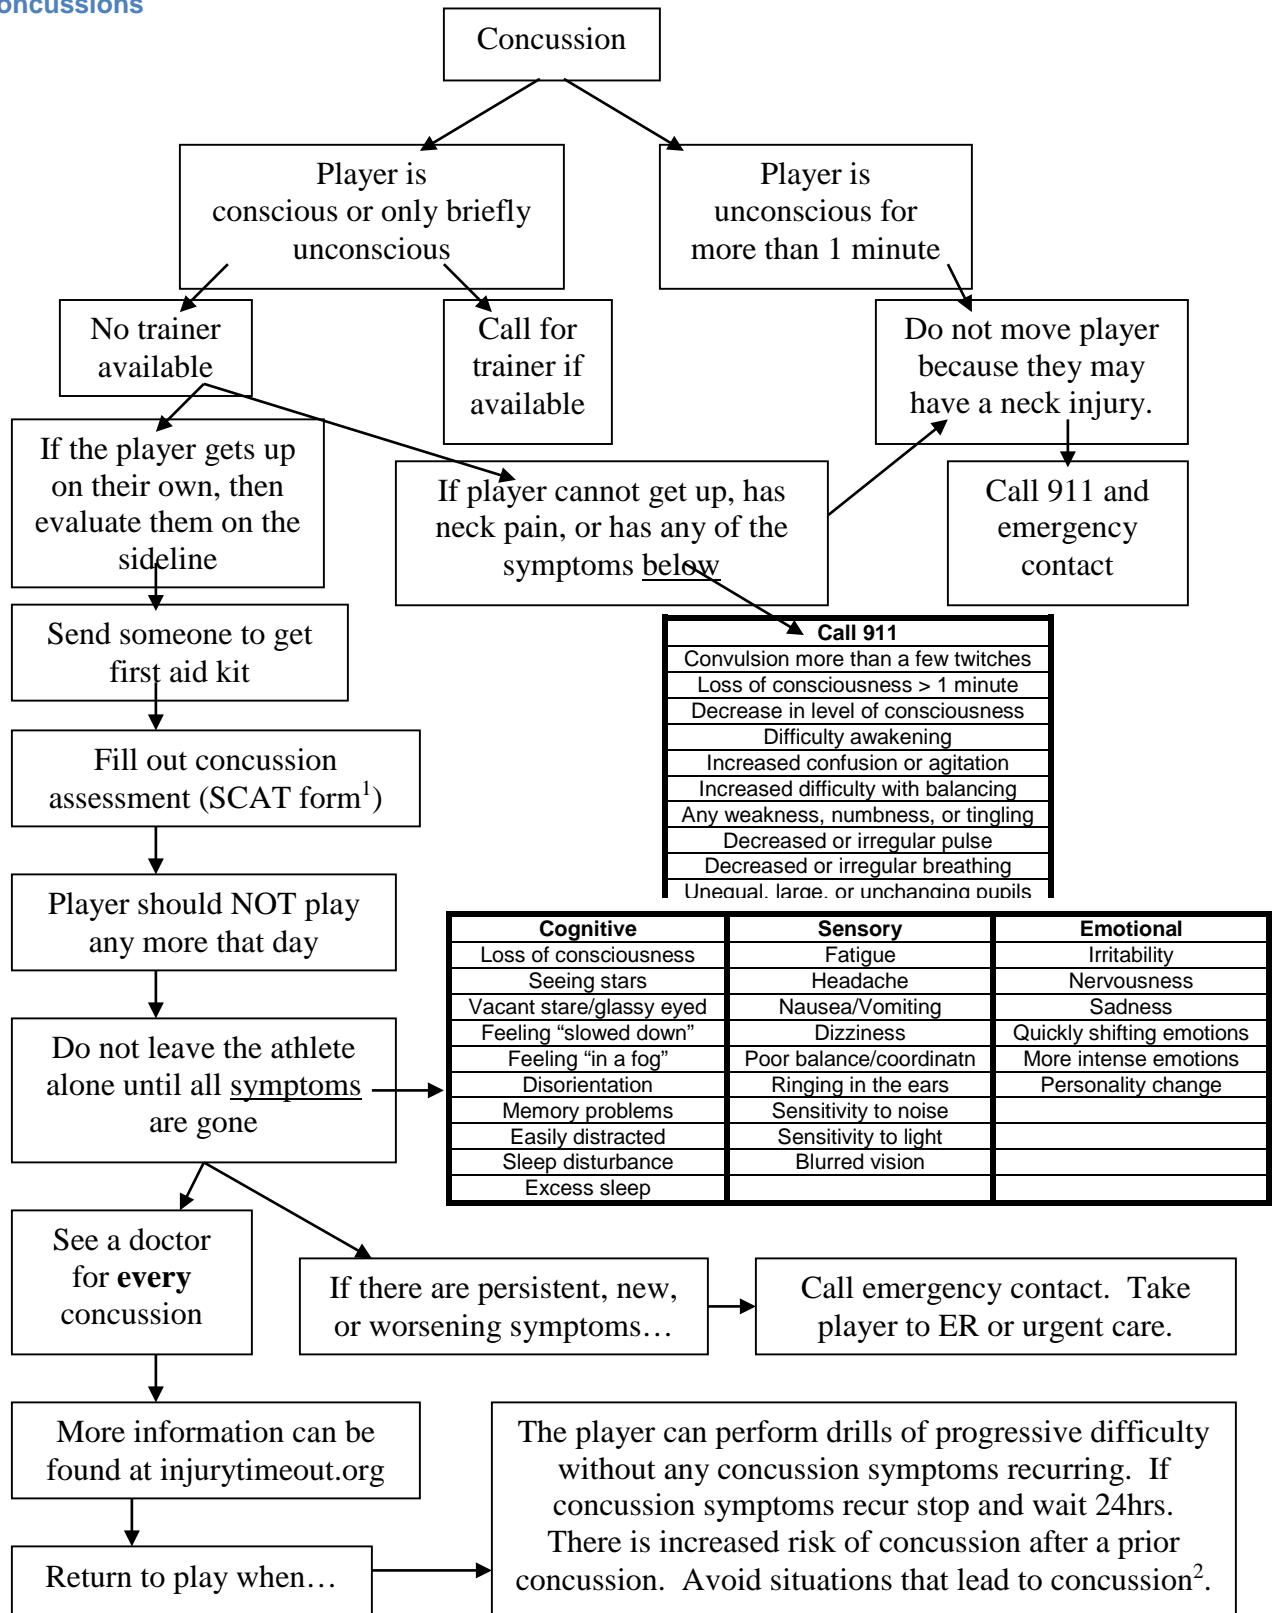 oncussions
Concussion
Player is
conscious or only briefly
unconscious
Player is
unconscious for
more than 1 minute
No trainer
available
Call for
trainer if
available
Do not move player
because they may
have a neck injury.
If the player gets up
on their own, then
evaluate them on the
sideline
If player cannot get up, has
neck pain, or has any of the
symptoms below
Call 911 and
emergency
contact
Send someone to get
first aid kit
Call 911
Convulsion more than a few twitches
Loss of consciousness > 1 minute
Decrease in level of consciousness
Difficulty awakening
Increased confusion or agitation
Increased difficulty with balancing
Any weakness, numbness, or tingling
Decreased or irregular pulse
Decreased or irregular breathing
Unequal, large, or unchanging pupils
Fill out concussion
assessment (SCAT form¹)
Player should NOT play
any more that day
Do not leave the athlete
alone until all symptoms
are gone
Cognitive Sensory Emotional
Loss of consciousness Fatigue Irritability
Seeing stars Headache Nervousness
Vacant stare/glassy eyed Nausea/Vomiting Sadness
Feeling “slowed down” Dizziness Quickly shifting emotions
Feeling “in a fog” Poor balance/coordinatn More intense emotions
Disorientation Ringing in the ears Personality change
Memory problems Sensitivity to noise
Easily distracted Sensitivity to light
Sleep disturbance Blurred vision
Excess sleep
See a doctor
for every
concussion
If there are persistent, new,
or worsening symptoms…
Call emergency contact. Take
player to ER or urgent care.
More information can be
found at injurytimeout.org
Return to play when…
The player can perform drills of progressive difficulty
without any concussion symptoms recurring. If
concussion symptoms recur stop and wait 24hrs.
There is increased risk of concussion after a prior
concussion. Avoid situations that lead to concussion².